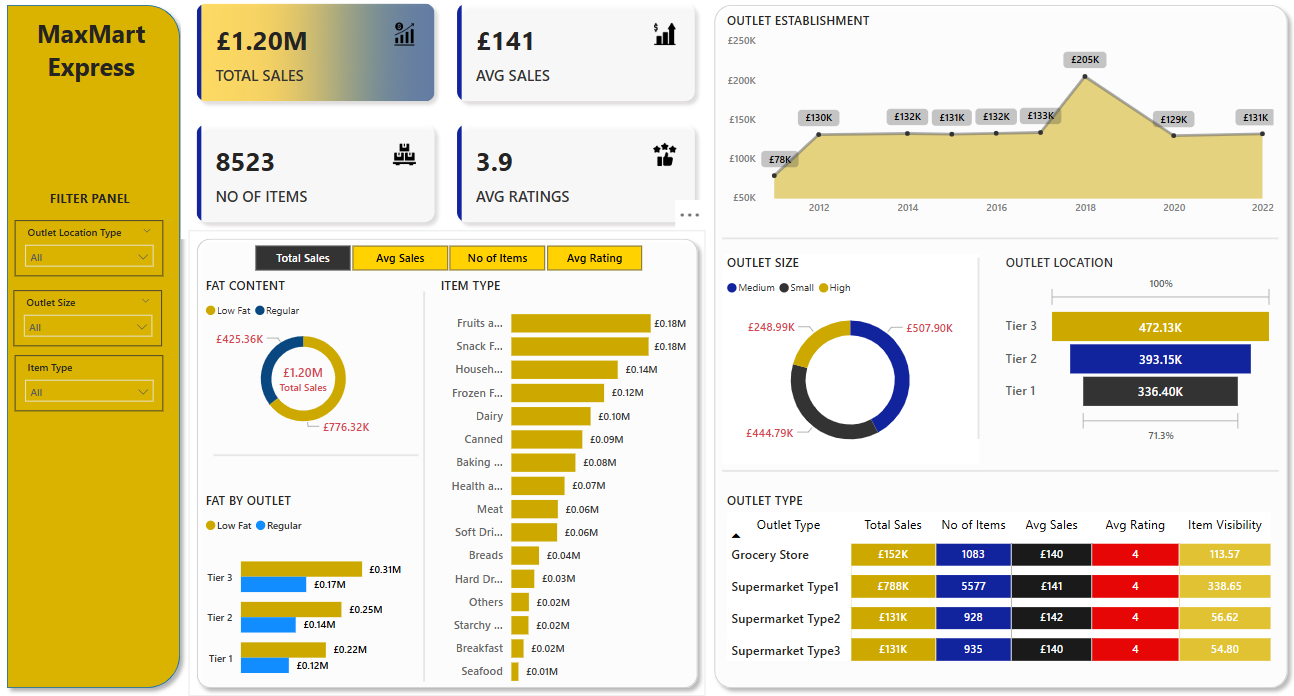 MaxMart
Express
FILTER PANEL
Outlet Location Type
All
Outlet Size
All
Item Type
All
£1.20M
TOTAL SALES
£141
AVG SALES
8523
NO OF ITEMS
3.9
AVG RATINGS
Total Sales
Avg Sales
No of Items
Avg Rating
FAT CONTENT
Low Fat Regular
£425.36K
£1.20M
Total Sales
£776.32K
FAT BY OUTLET
Low Fat Regular
Tier 3 £0.31M
£0.17M
Tier 2 £0.25M
£0.14M
Tier 1 £0.22M
£0.12M
ITEM TYPE
Fruits a... £0.18M
Snack F... £0.18M
Househ... £0.14M
Frozen F... £0.12M
Dairy £0.10M
Canned £0.09M
Baking ... £0.08M
Health a... £0.07M
Meat £0.06M
Soft Dri... £0.06M
Breads £0.04M
Hard Dr... £0.03M
Others £0.02M
Starchy ... £0.02M
Breakfast £0.02M
Seafood £0.01M
OUTLET ESTABLISHMENT
£250K
£200K
£150K
£100K
£50K
£78K
£130K
£132K
£131K
£132K
£133K
£205K
£129K
£131K
2012 2014 2016 2018 2020 2022
OUTLET SIZE
Medium Small High
£248.99K
£507.90K
£444.79K
OUTLET LOCATION
100%
Tier 3 472.13K
Tier 2 393.15K
Tier 1 336.40K
71.3%
OUTLET TYPE
Outlet Type Total Sales No of Items Avg Sales Avg Rating Item Visibility
Grocery Store £152K 1083 £140 4 113.57
Supermarket Type1 £788K 5577 £141 4 338.65
Supermarket Type2 £131K 928 £142 4 56.62
Supermarket Type3 £131K 935 £140 4 54.80